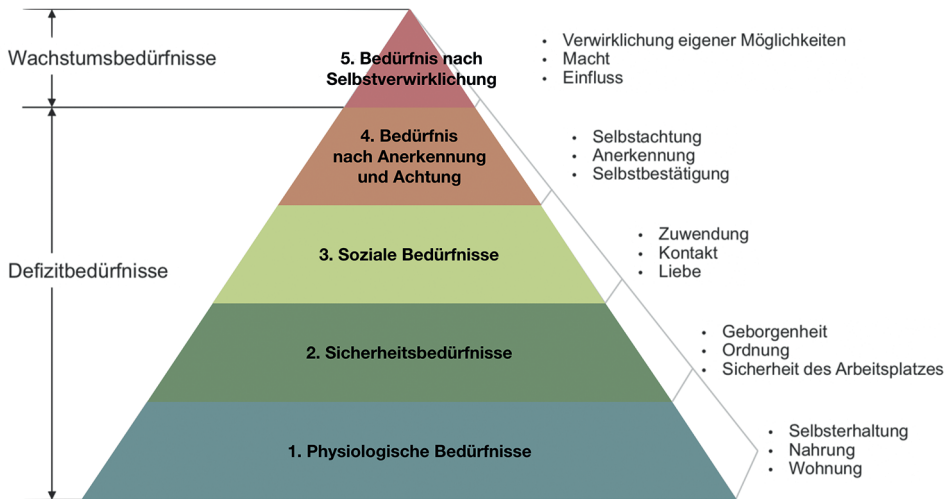 Wachstumsbedürfnisse
5. Bedürfnis nach
Selbstverwirklichung
• Verwirklichung eigener Möglichkeiten
• Macht
• Einfluss
4. Bedürfnis
nach Anerkennung
und Achtung
• Selbstachtung
• Anerkennung
• Selbstbestätigung
Defizitbedürfnisse
3. Soziale Bedürfnisse
• Zuwendung
• Kontakt
• Liebe
2. Sicherheitsbedürfnisse
• Geborgenheit
• Ordnung
• Sicherheit des Arbeitsplatzes
1. Physiologische Bedürfnisse
• Selbsterhaltung
• Nahrung
• Wohnung